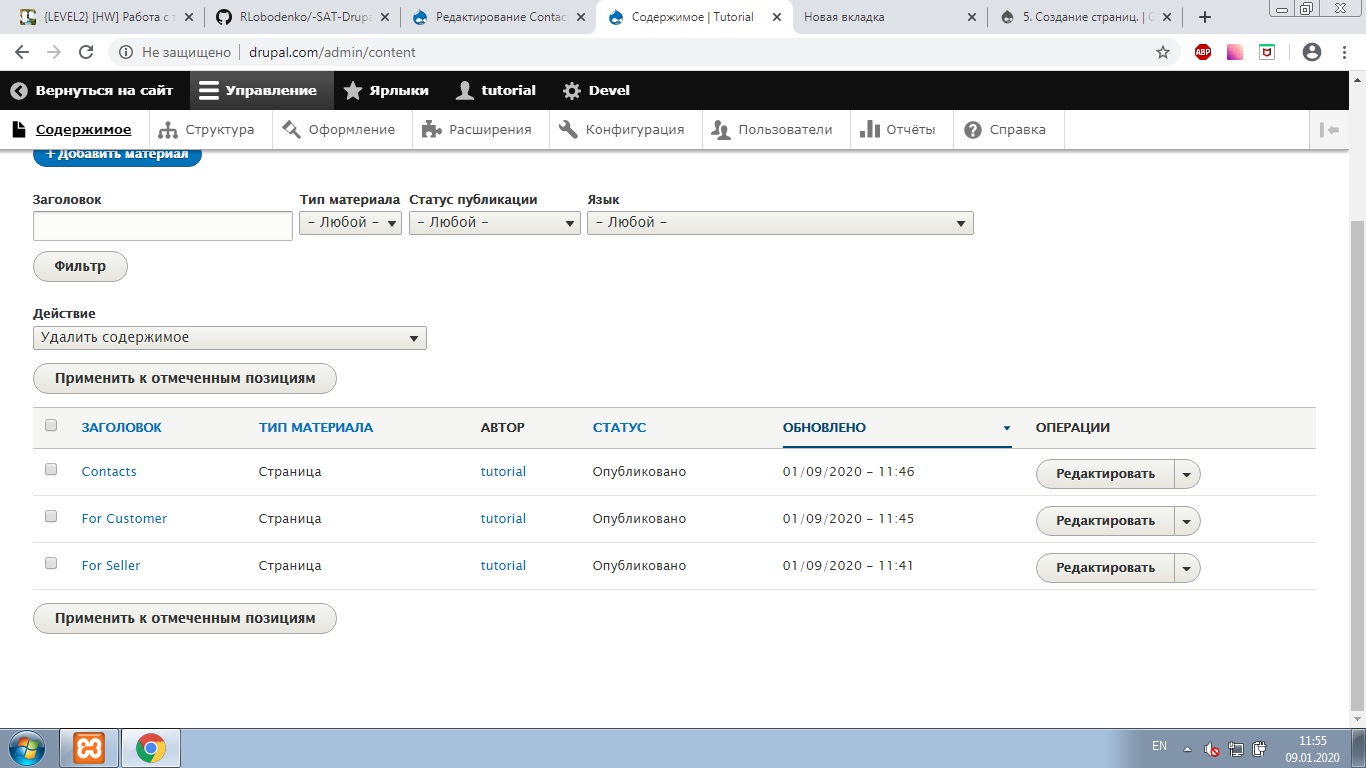 {LEVEL2} [HW] Работа с т
RLobodenko/-SAT-Drupa
Редактирование Contac
Содержимое | Tutorial
Новая вкладка
5. Создание страниц. |
Не защищено
drupal.com/admin/content
ABP
Вернуться на сайт
Управление
Ярлыки
tutorial
Devel
Содержимое
Структура
Оформление
Расширения
Конфигурация
Пользователи
Отчёты
Справка
+ Добавить материал
Заголовок
Тип материала
Статус публикации
Язык
- Любой -
- Любой -
- Любой -
Фильтр
Действие
Удалить содержимое
Применить к отмеченным позициям
ЗАГОЛОВОК ТИП МАТЕРИАЛА АВТОР СТАТУС ОБНОВЛЕНО ОПЕРАЦИИ
Contacts Страница tutorial Опубликовано 01/09/2020 - 11:46 Редактировать
For Customer Страница tutorial Опубликовано 01/09/2020 - 11:45 Редактировать
For Seller Страница tutorial Опубликовано 01/09/2020 - 11:41 Редактировать
Применить к отмеченным позициям
EN
11:55
09.01.2020